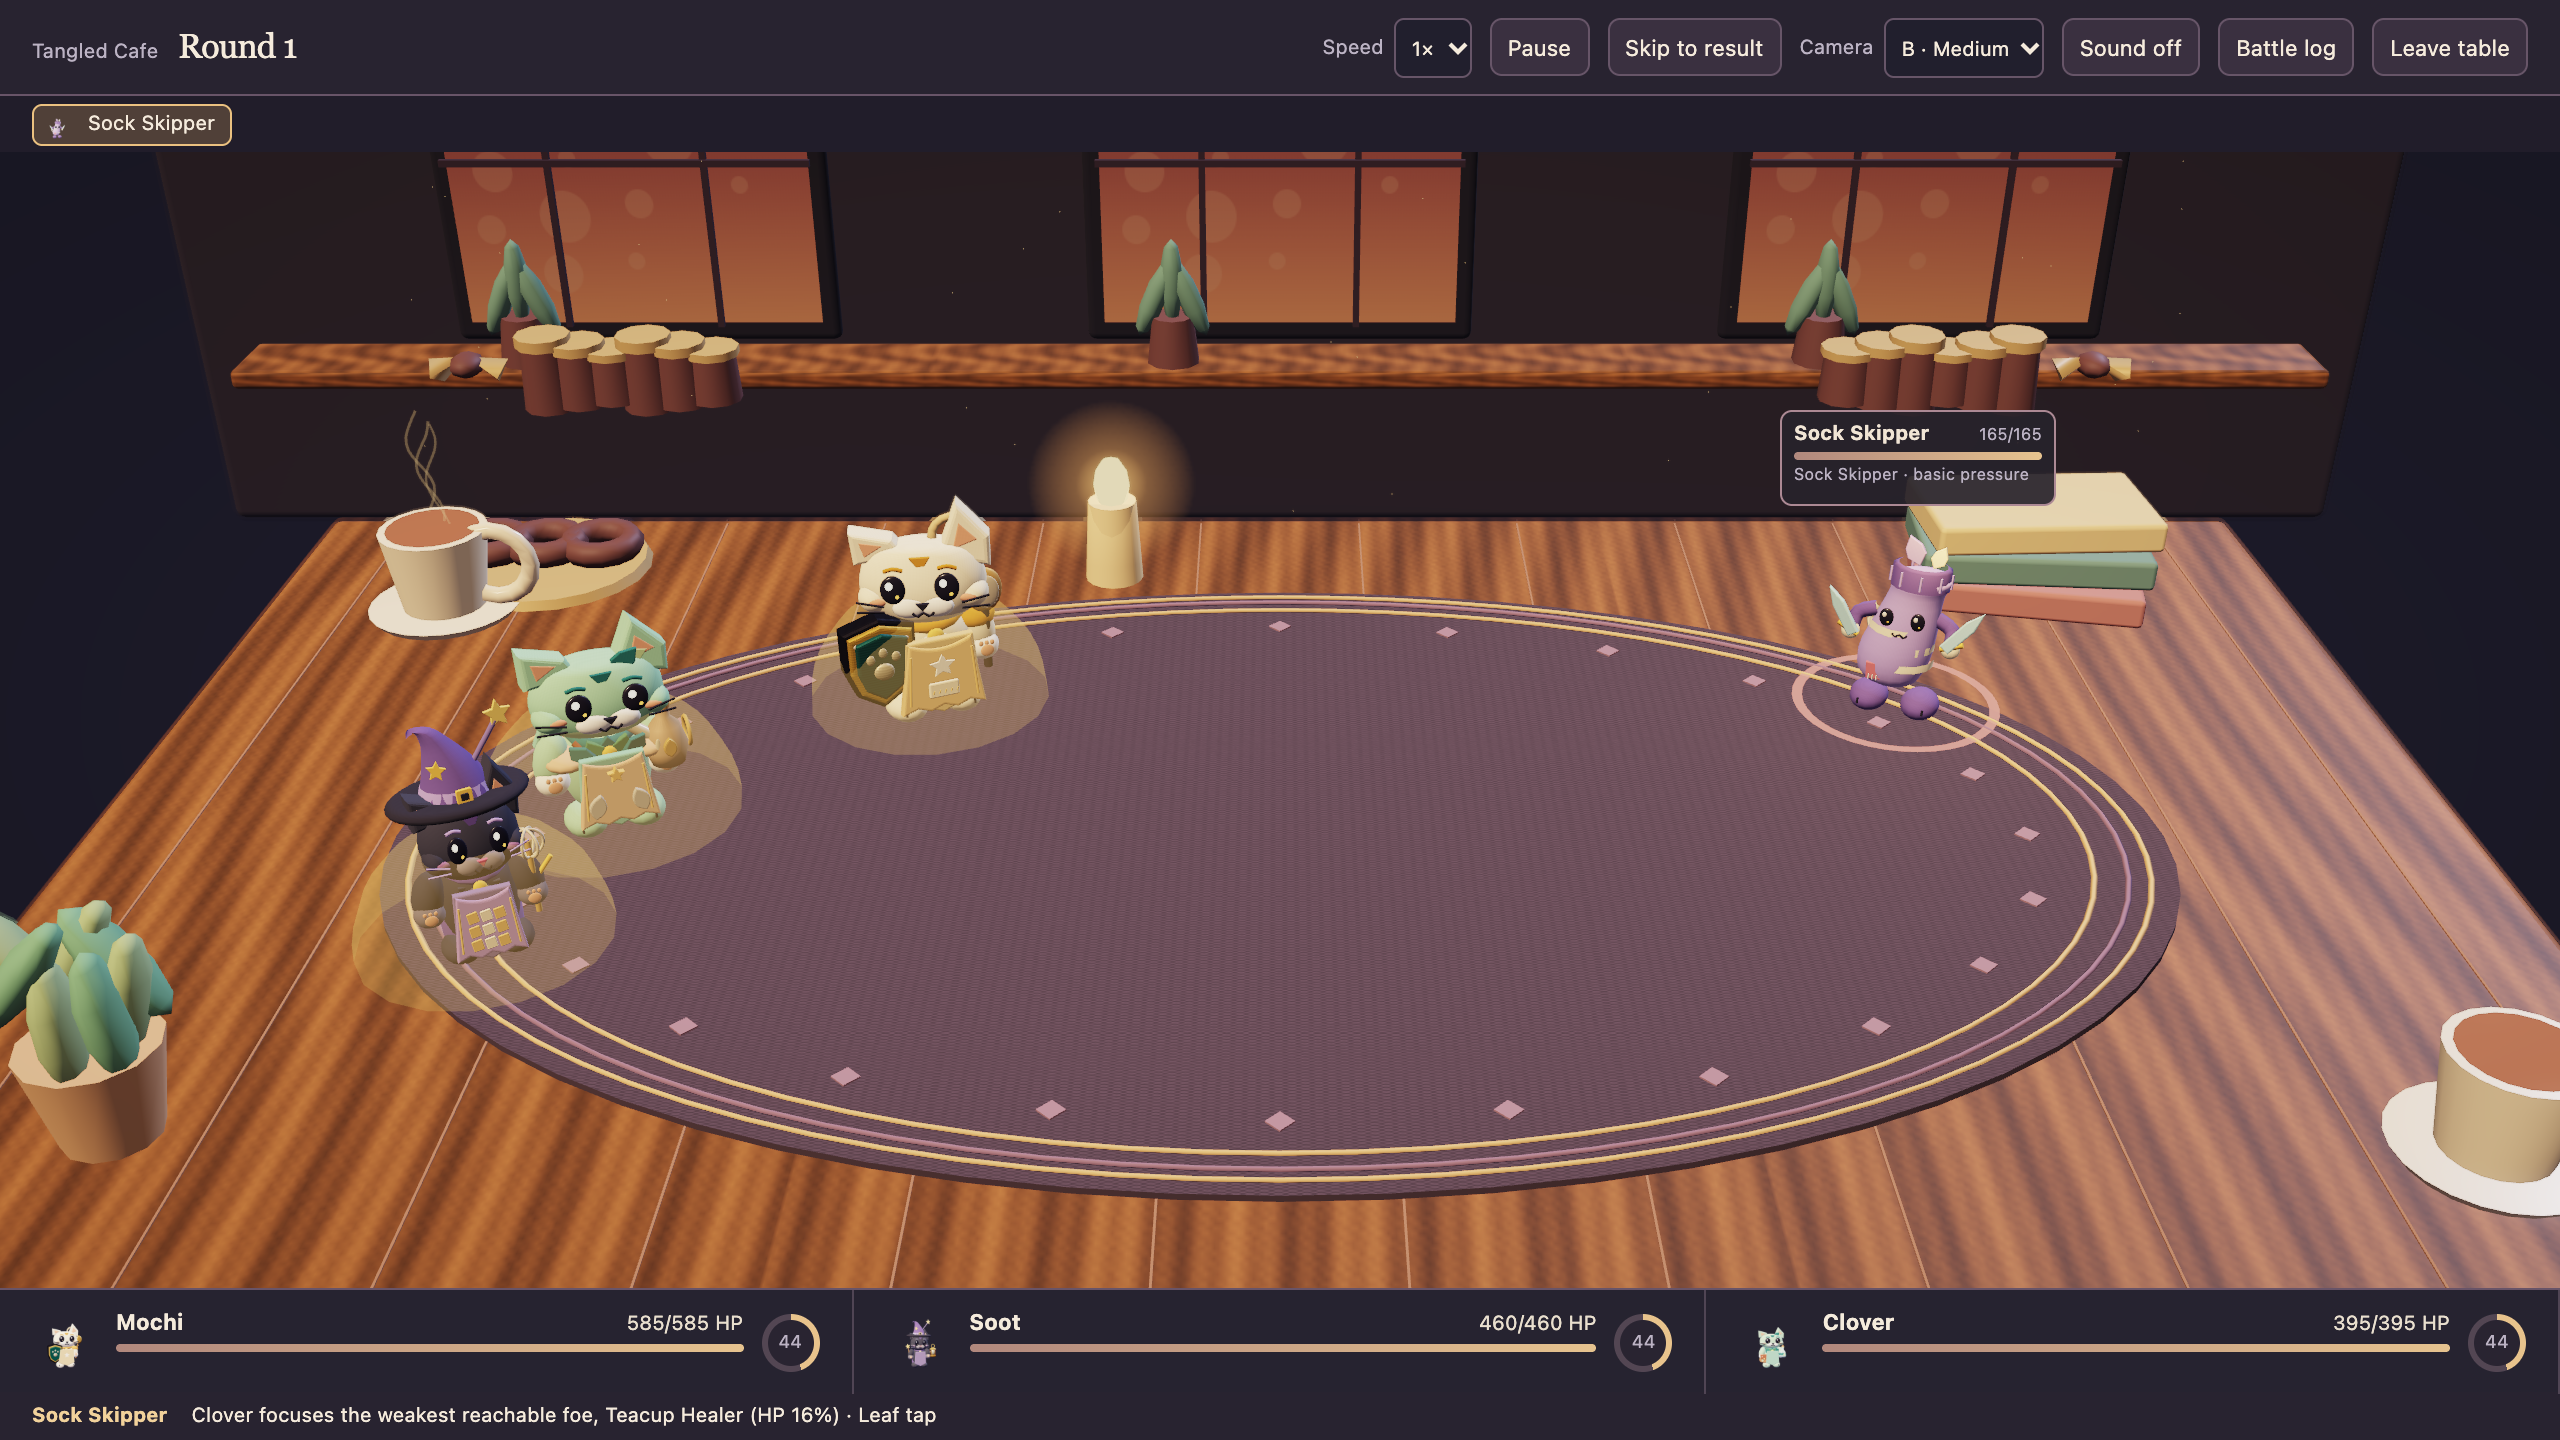 Tangled Cafe Round 1
Speed 1× Pause Skip to result Camera B · Medium Sound off Battle log Leave table
Sock Skipper
Sock Skipper 165/165
Sock Skipper · basic pressure
Mochi 585/585 HP 44
Soot 460/460 HP 44
Clover 395/395 HP 44
Sock Skipper Clover focuses the weakest reachable foe, Teacup Healer (HP 16%) · Leaf tap